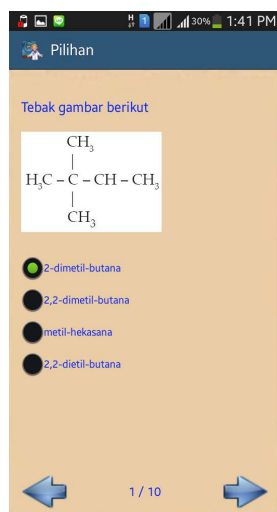 H 1 30% 1:41 PM
Pilihan
Tebak gambar berikut
CH₃
|
H₃C – C – CH – CH₃
|
CH₃
2-dimetil-butana
2,2-dimetil-butana
metil-hekasana
2,2-dietil-butana
1 / 10